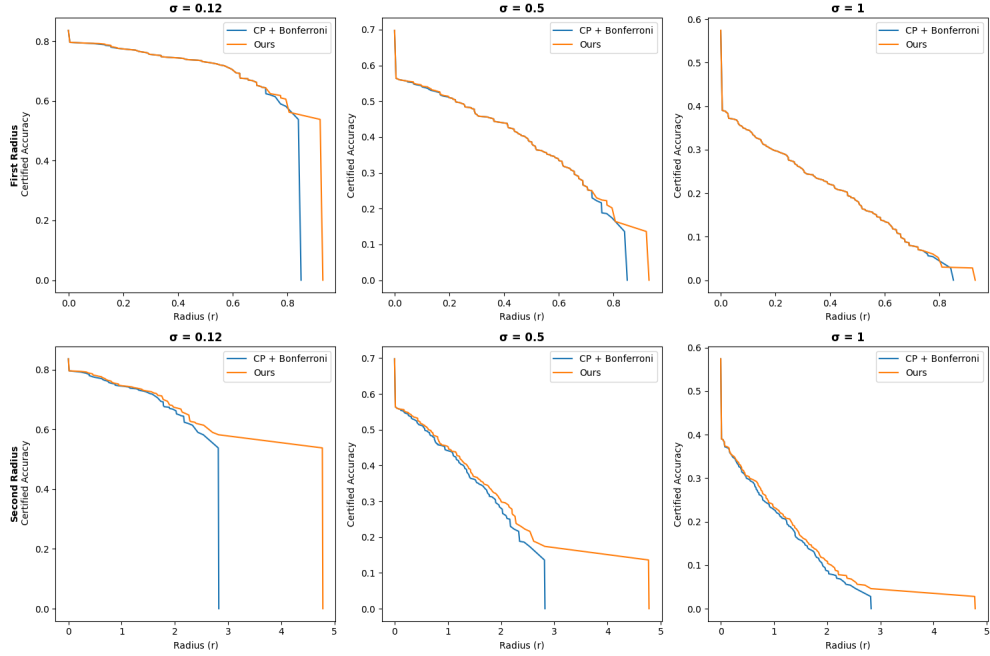 σ = 0.12
0.8
0.6
0.4
0.2
0.0
First Radius
Certified Accuracy
CP + Bonferroni
Ours
0.0 0.2 0.4 0.6 0.8
Radius (r)
σ = 0.5
0.7
0.6
0.5
0.4
0.3
0.2
0.1
0.0
Certified Accuracy
CP + Bonferroni
Ours
0.0 0.2 0.4 0.6 0.8
Radius (r)
σ = 1
0.6
0.5
0.4
0.3
0.2
0.1
0.0
Certified Accuracy
CP + Bonferroni
Ours
0.0 0.2 0.4 0.6 0.8
Radius (r)
σ = 0.12
0.8
0.6
0.4
0.2
0.0
Second Radius
Certified Accuracy
CP + Bonferroni
Ours
0 1 2 3 4 5
Radius (r)
σ = 0.5
0.7
0.6
0.5
0.4
0.3
0.2
0.1
0.0
Certified Accuracy
CP + Bonferroni
Ours
0 1 2 3 4 5
Radius (r)
σ = 1
0.6
0.5
0.4
0.3
0.2
0.1
0.0
Certified Accuracy
CP + Bonferroni
Ours
0 1 2 3 4 5
Radius (r)